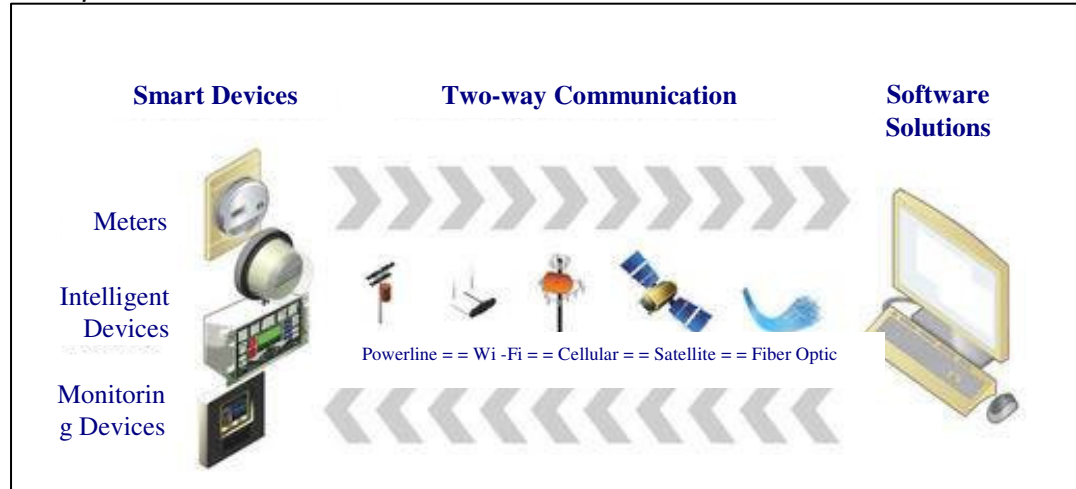 Smart Devices
Two-way Communication
Software
Solutions
Meters
Intelligent
Devices
Powerline = = Wi -Fi = = Cellular = = Satellite = = Fiber Optic
Monitorin
g Devices